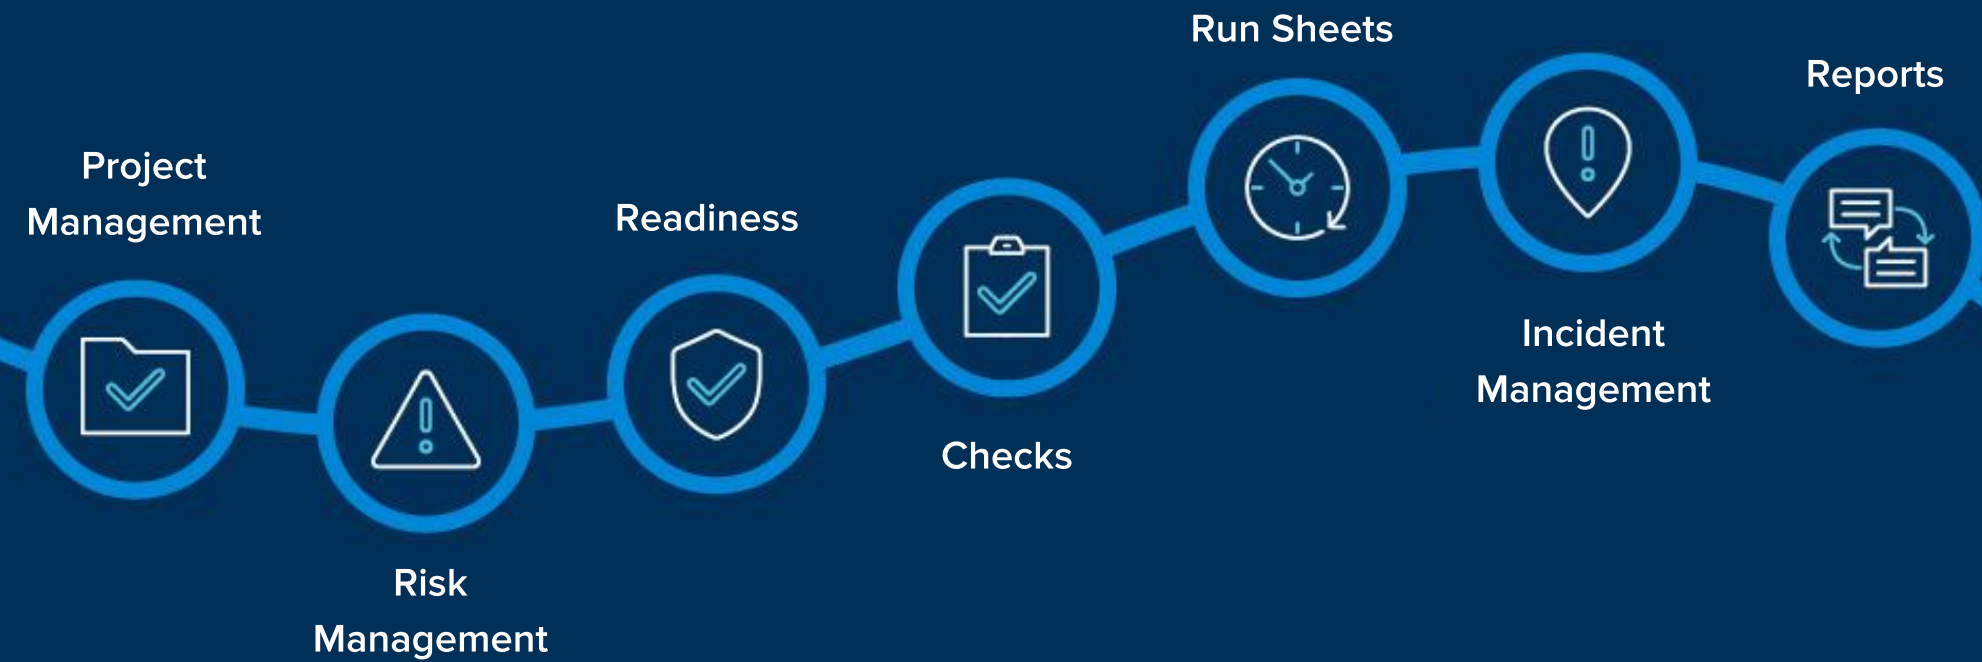 Project
Management
Risk
Management
Readiness
Checks
Run Sheets
Incident
Management
Reports